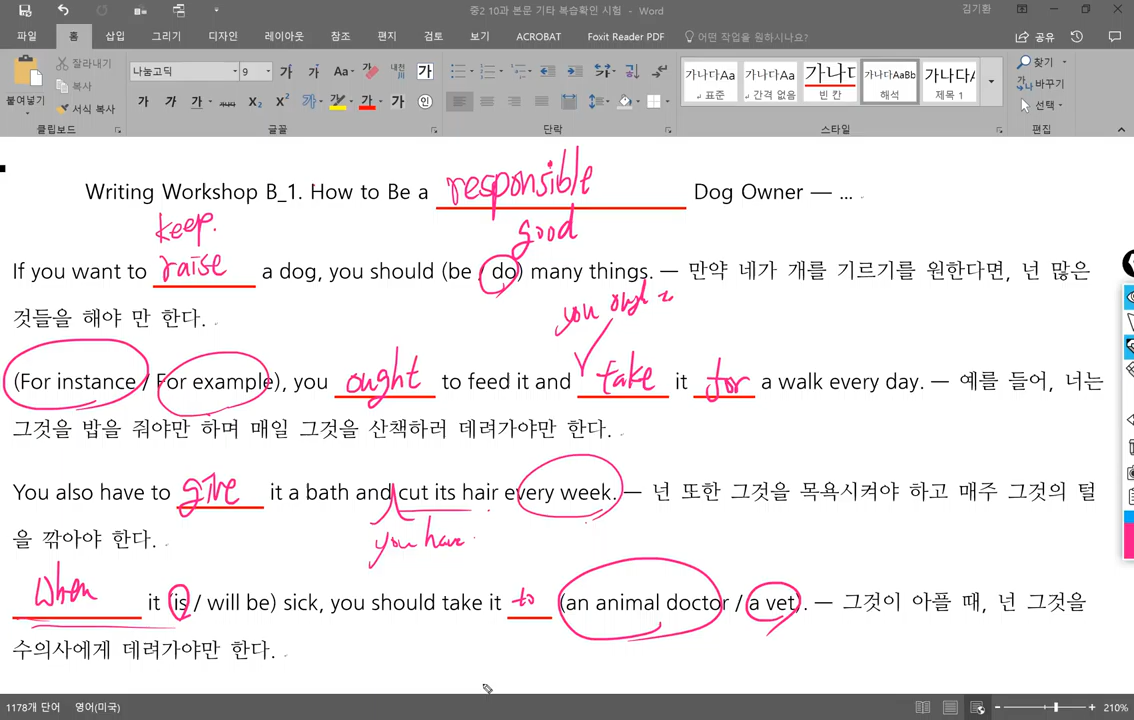 중2 10과 본문 기타 복습확인 시험 - Word
김기환
파일 홈 삽입 그리기 디자인 레이아웃 참조 편지 검토 보기 ACROBAT Foxit Reader PDF 어떤 작업을 원하시나요? 공유
잘라내기
복사
서식 복사
붙여넣기
나눔고딕 9
가나다Aa 가나다Aa 가나다 가나다AaBb 가나다A
표준 간격 없음 빈 칸 해석 제목 1
찾기
바꾸기
선택
클립보드 글꼴 단락 스타일 편집
Writing Workshop B_1. How to Be a responsible Dog Owner — ...
keep. good
If you want to raise a dog, you should (be / do) many things. — 만약 네가 개를 기르기를 원한다면, 넌 많은
것들을 해야 만 한다.
you ought
(For instance / For example), you ought to feed it and take it for a walk every day. — 예를 들어, 너는
그것을 밥을 줘야만 하며 매일 그것을 산책하러 데려가야만 한다.
You also have to give it a bath and cut its hair every week. — 넌 또한 그것을 목욕시켜야 하고 매주 그것의 털
을 깎아야 한다.
you have
When it (is / will be) sick, you should take it to (an animal doctor / a vet). — 그것이 아플 때, 넌 그것을
수의사에게 데려가야만 한다.
1178개 단어 영어(미국) 210%